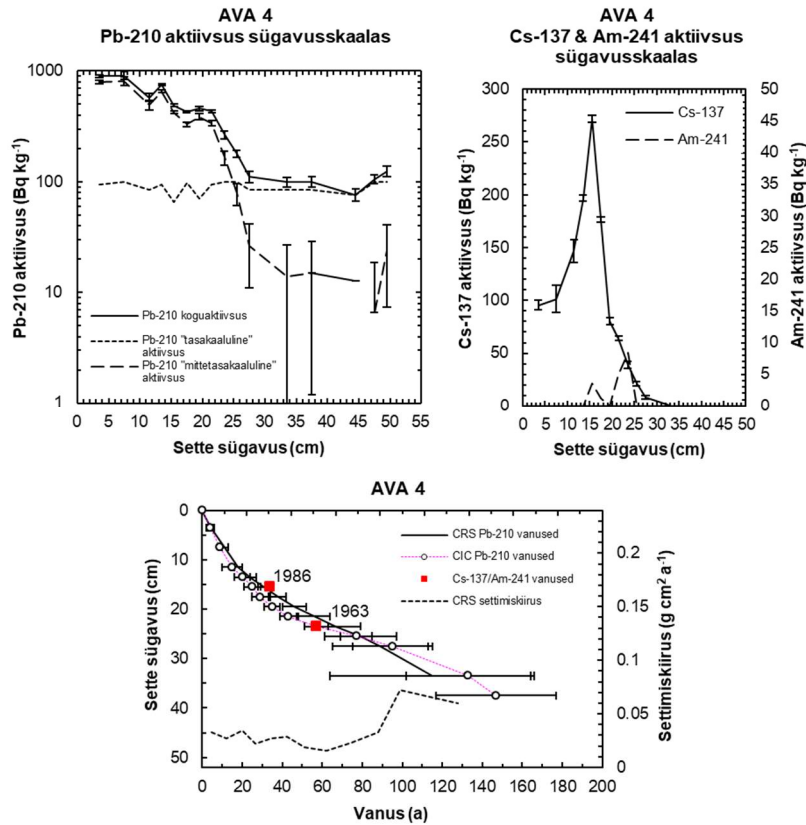 AVA 4
Pb-210 aktiivsus sügavusskaalas
1000
100
10
1
Pb-210 aktiivsus (Bq kg-1)
Pb-210 koguaktiivsus
Pb-210 "tasakaaluline"
aktiivsus
Pb-210 "mittetasakaaluline"
aktiivsus
0 5 10 15 20 25 30 35 40 45 50 55
Sette sügavus (cm)
AVA 4
Cs-137 & Am-241 aktiivsus
sügavusskaalas
300
250
200
150
100
50
0
Cs-137 aktiivsus (Bq kg-1)
Cs-137
Am-241
50
45
40
35
30
25
20
15
10
5
0
Am-241 aktiivsus (Bq kg-1)
0 5 10 15 20 25 30 35 40 45 50
Sette sügavus (cm)
AVA 4
0
10
20
30
40
50
Sette sügavus (cm)
1986
1963
CRS Pb-210 vanused
CIC Pb-210 vanused
Cs-137/Am-241 vanused
CRS settimiskiirus
0.2
0.15
0.1
0.05
0
Settimiskiirus (g cm2 a-1)
0 20 40 60 80 100 120 140 160 180 200
Vanus (a)